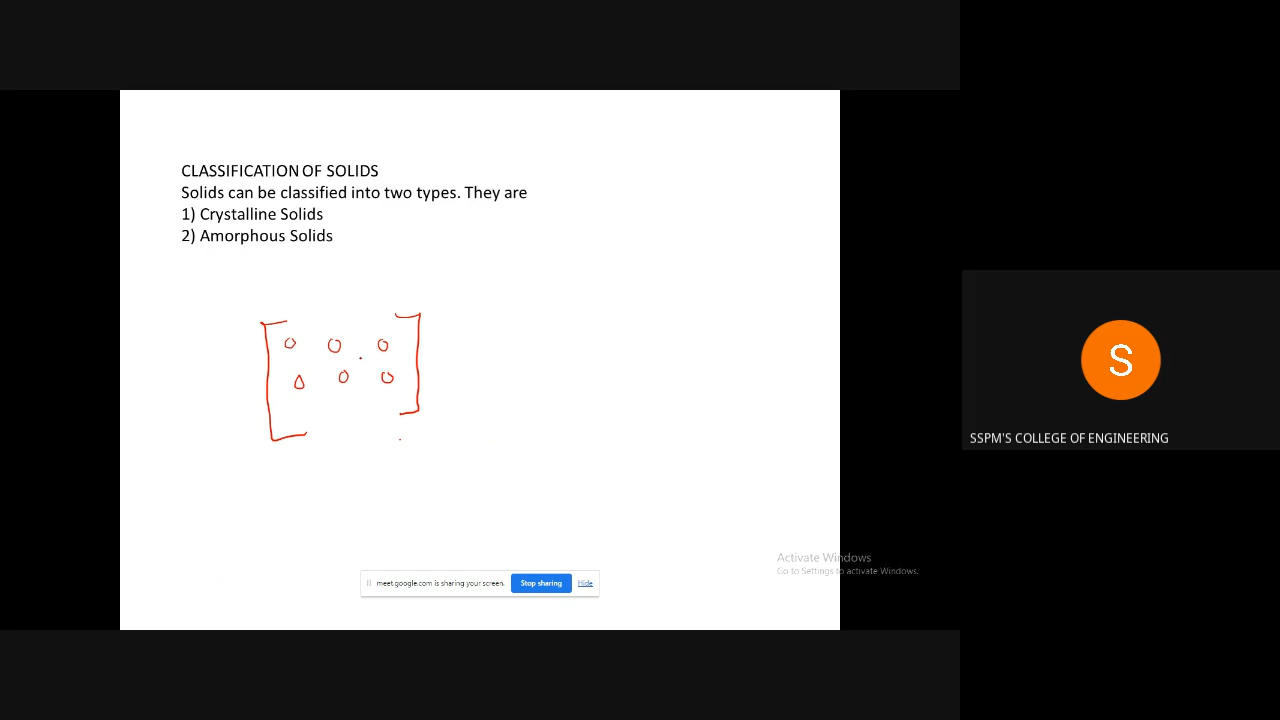 CLASSIFICATION OF SOLIDS
Solids can be classified into two types. They are
1) Crystalline Solids
2) Amorphous Solids
S
SSPM'S COLLEGE OF ENGINEERING
Activate Windows
Go to Settings to activate Windows.
meet.google.com is sharing your screen. Stop sharing Hide